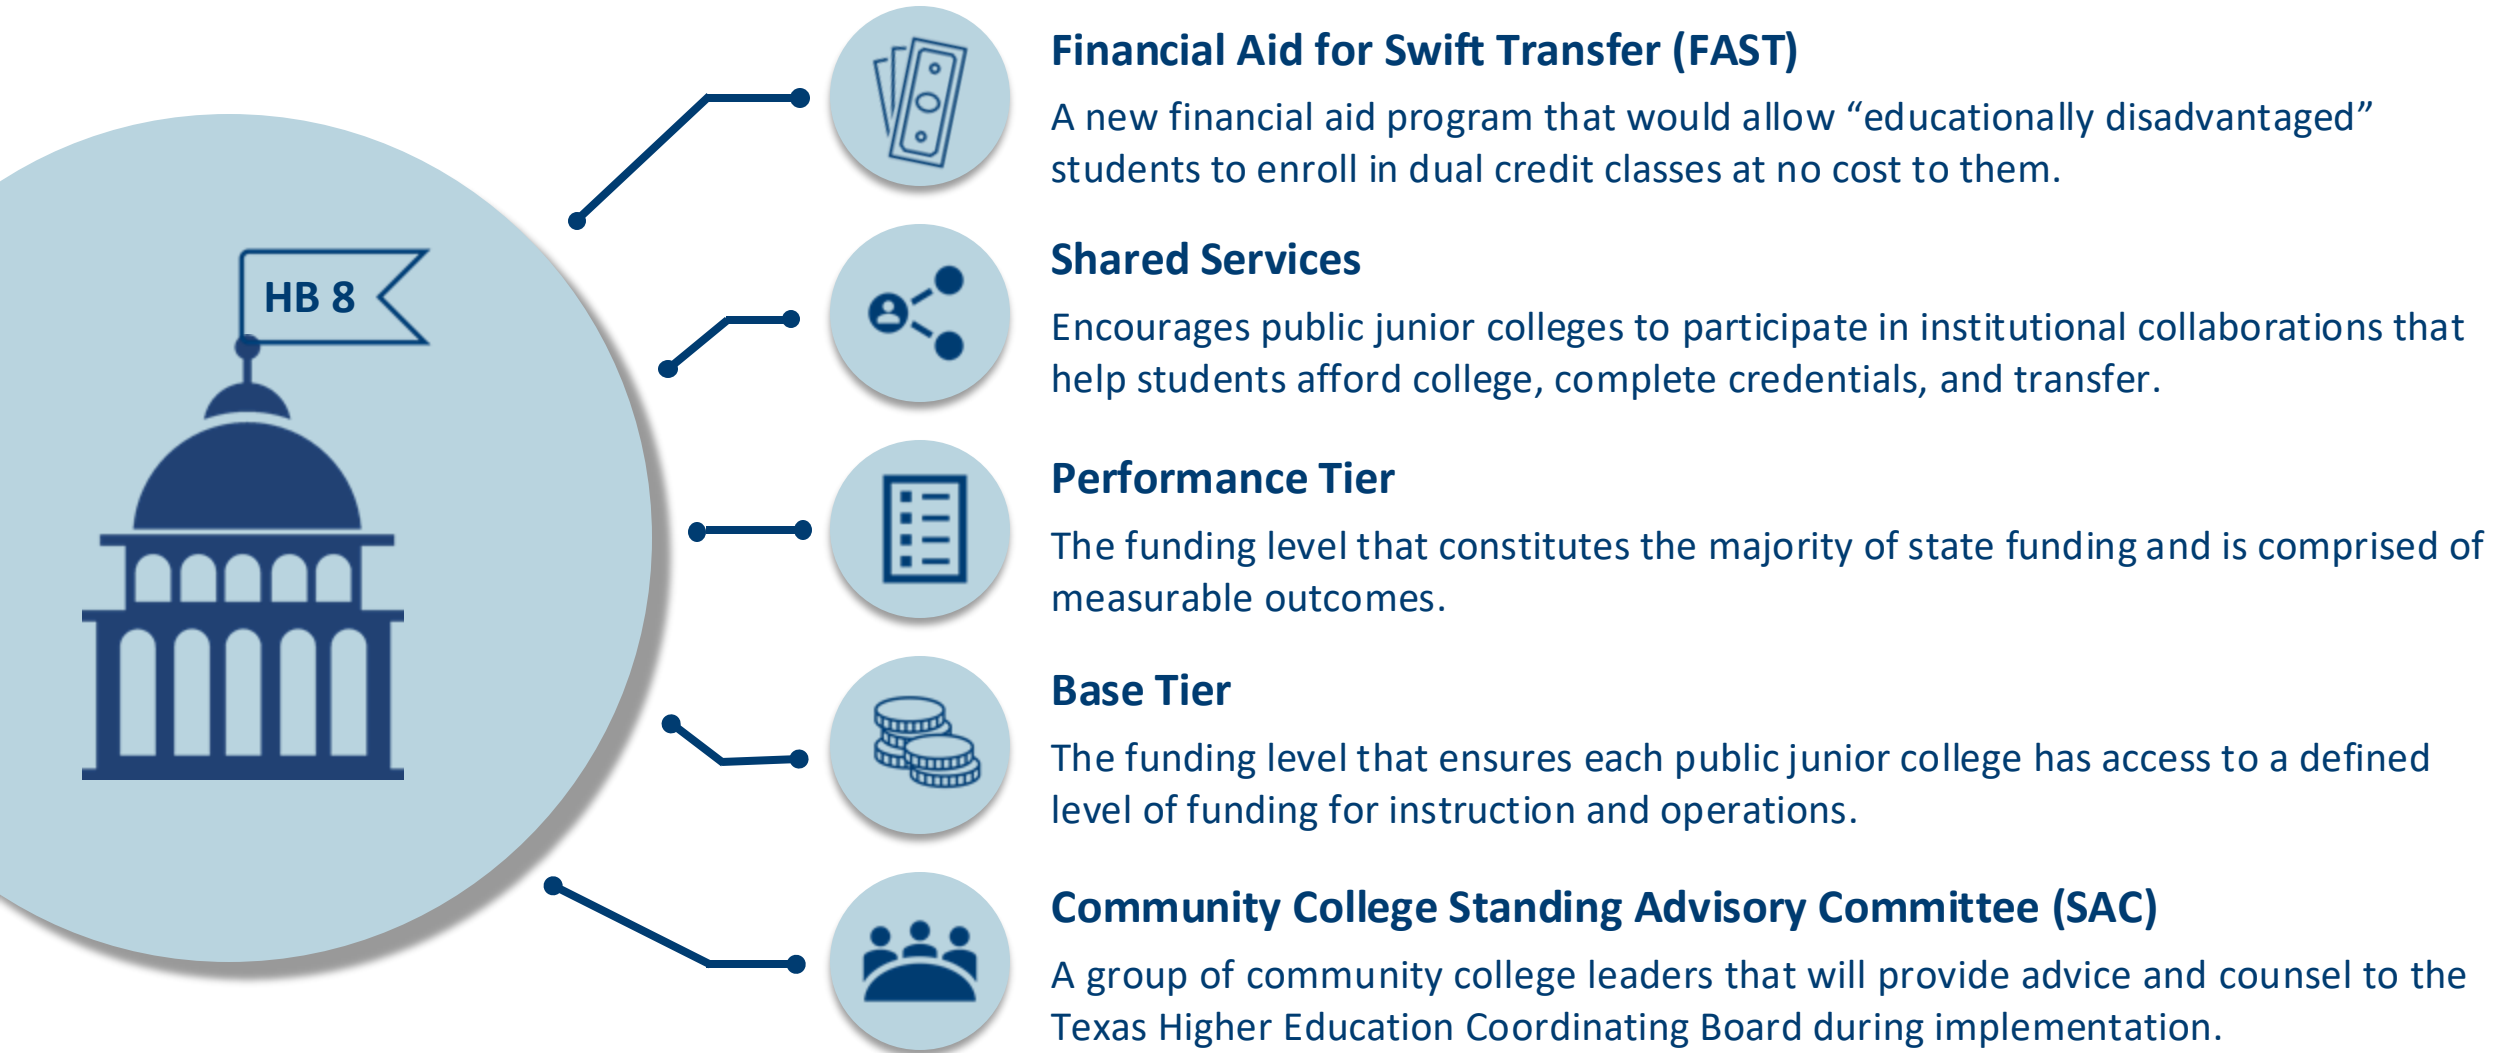 HB 8
Financial Aid for Swift Transfer (FAST)
A new financial aid program that would allow “educationally disadvantaged”
students to enroll in dual credit classes at no cost to them.
Shared Services
Encourages public junior colleges to participate in institutional collaborations that
help students afford college, complete credentials, and transfer.
Performance Tier
The funding level that constitutes the majority of state funding and is comprised of
measurable outcomes.
Base Tier
The funding level that ensures each public junior college has access to a defined
level of funding for instruction and operations.
Community College Standing Advisory Committee (SAC)
A group of community college leaders that will provide advice and counsel to the
Texas Higher Education Coordinating Board during implementation.